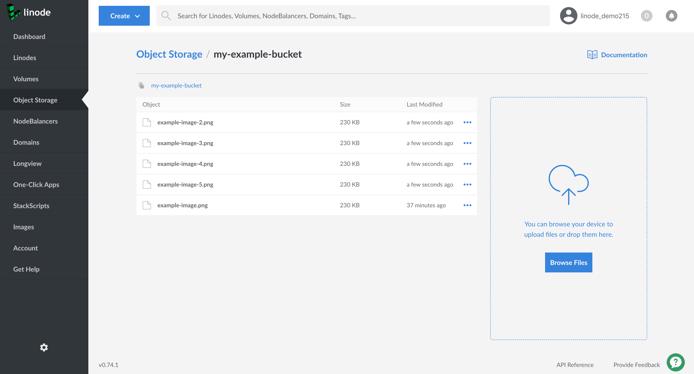 linode
Create
Search for Linodes, Volumes, NodeBalancers, Domains, Tags...
linode_demo215
0
Dashboard
Linodes
Volumes
Object Storage
NodeBalancers
Domains
Longview
One-Click Apps
StackScripts
Images
Account
Get Help
Object Storage / my-example-bucket
Documentation
my-example-bucket
Object Size Last Modified
example-image-2.png 230 KB a few seconds ago
example-image-3.png 230 KB a few seconds ago
example-image-4.png 230 KB a few seconds ago
example-image-5.png 230 KB a few seconds ago
example-image.png 230 KB 37 minutes ago
You can browse your device to
upload files or drop them here.
Browse Files
v0.74.1
API Reference
Provide Feedback
?